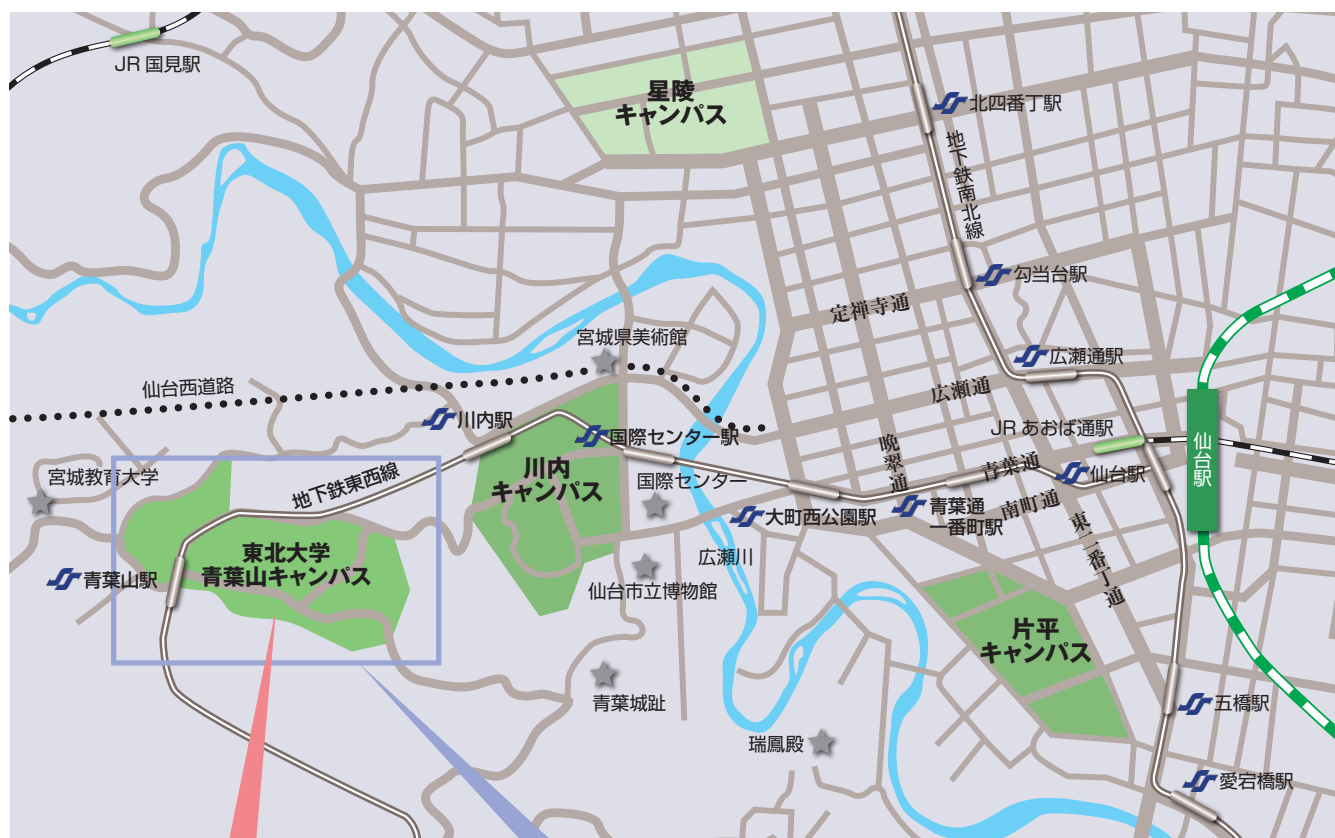 JR 国見駅
星陵
キャンパス
北四番丁駅
地下鉄南北線
勾当台駅
定禅寺通
宮城県美術館
広瀬通駅
仙台西道路
広瀬通
川内駅
国際センター駅
JR あおば通駅
仙台駅
晩翠通
青葉通
宮城教育大学
地下鉄東西線
川内
キャンパス
国際センター
仙台駅
青葉通
一番町駅
南町通
大町西公園駅
東二番丁通
東北大学
青葉山キャンパス
広瀬川
青葉山駅
仙台市立博物館
片平
キャンパス
青葉城趾
五橋駅
瑞鳳殿
愛宕橋駅